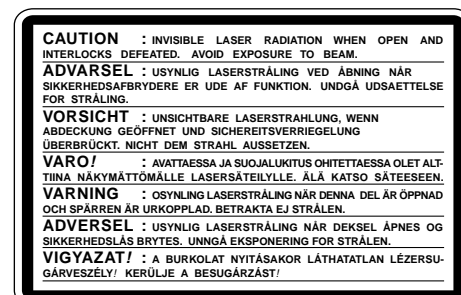 CAUTION : INVISIBLE LASER RADIATION WHEN OPEN AND
INTERLOCKS DEFEATED. AVOID EXPOSURE TO BEAM.
ADVARSEL : USYNLIG LASERSTRÅLING VED ÅBNING NÅR
SIKKERHEDSAFBRYDERE ER UDE AF FUNKTION. UNDGÅ UDSAETTELSE
FOR STRÅLING.
VORSICHT : UNSICHTBARE LASERSTRAHLUNG, WENN
ABDECKUNG GEÖFFNET UND SICHEREITSVERRIEGELUNG
ÜBERBRÜCKT. NICHT DEM STRAHL AUSSETZEN.
VARO! : AVATTAESSA JA SUOJALUKITUS OHITETTAESSA OLET ALT-
TIINA NÄKYMÄTTÖMÄLLE LASERSÄTEILYLLE. ÄLÄ KATSO SÄTEESEEN.
VARNING : OSYNLING LASERSTRÅLING NÄR DENNA DEL ÄR ÖPPNAD
OCH SPÄRREN ÄR URKOPPLAD. BETRAKTA EJ STRÅLEN.
ADVERSEL : USYNLIG LASERSTRÅLING NÅR DEKSEL ÅPNES OG
SIKKERHEDSLÅS BRYTES. UNNGÅ EKSPONERING FOR STRÅLEN.
VIGYAZAT! : A BURKOLAT NYITÁSAKOR LÁTHATATLAN LÉZERSU-
GÁRVESZÉLY! KERÜLJE A BESUGÁRZÁST!